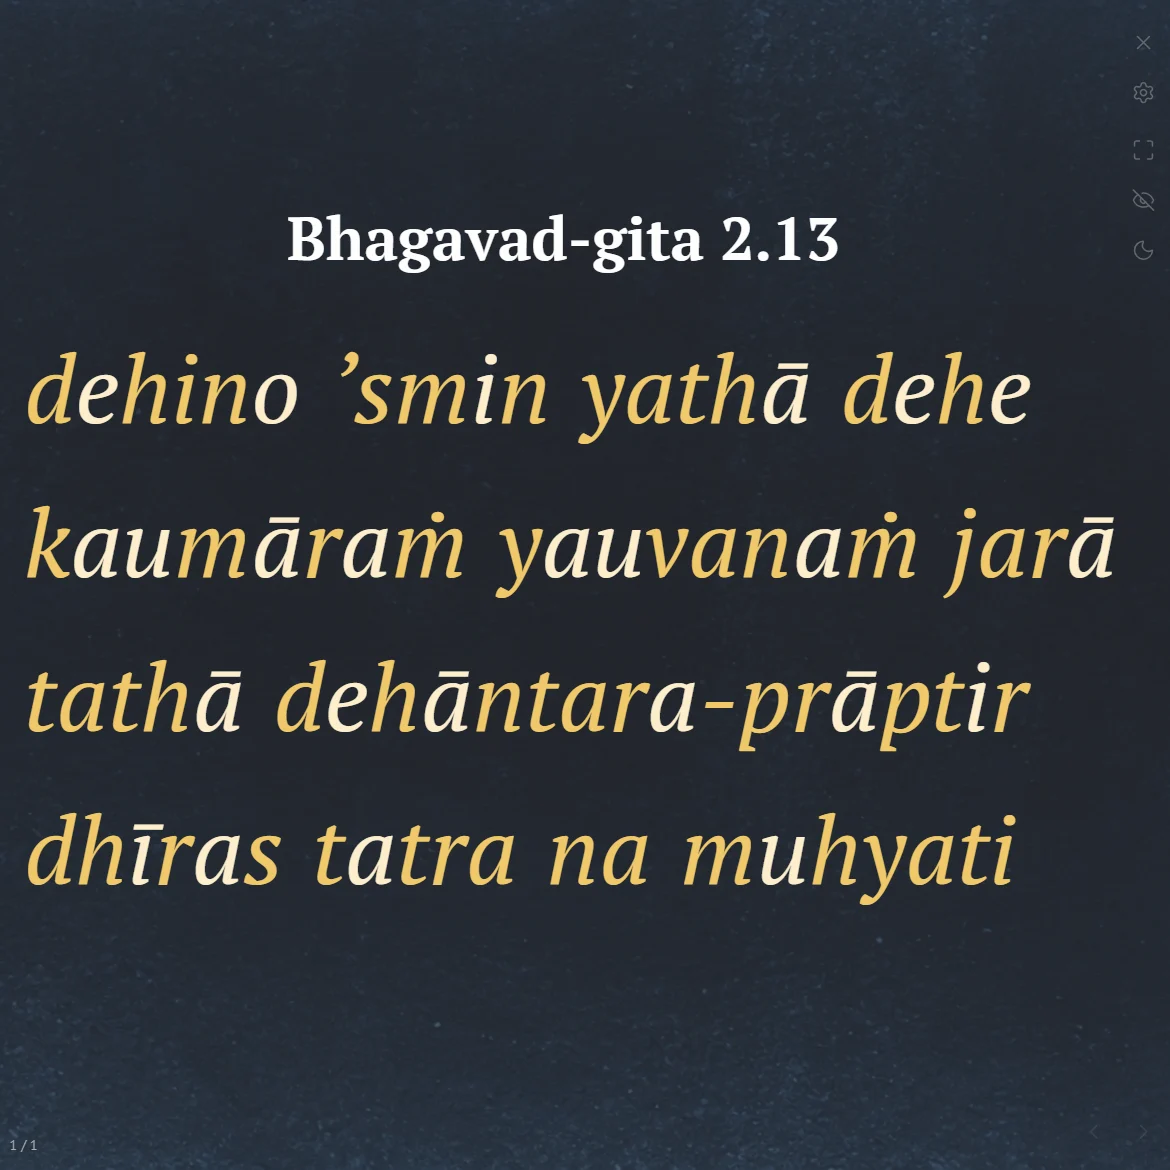 Bhagavad-gita 2.13
dehino ’smin yathā dehe
kaumāraṁ yauvanaṁ jarā
tathā dehāntara-prāptir
dhīras tatra na muhyati
1/1